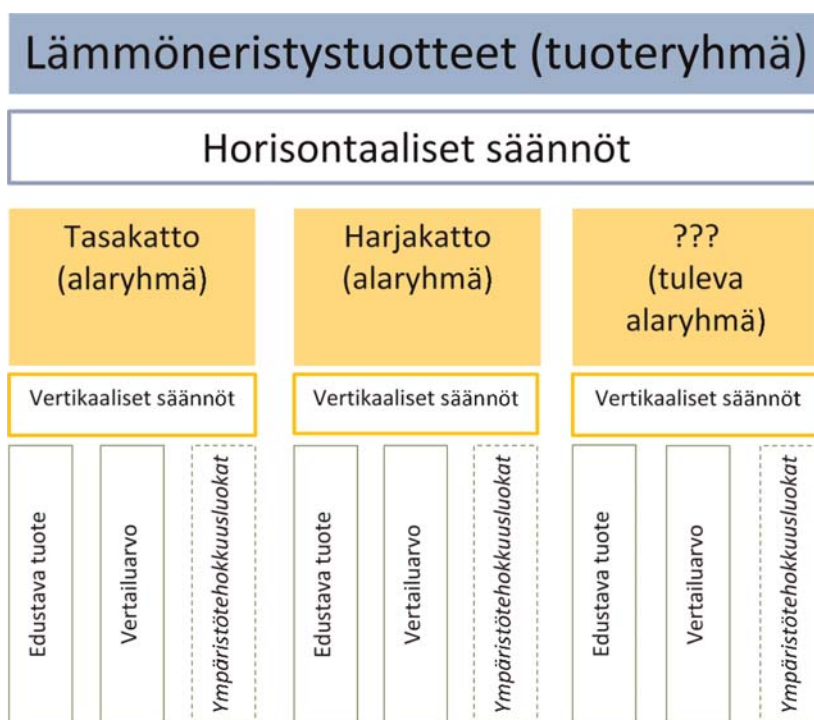 Lämmöneristystuotteet (tuoteryhmä)
Horisontaaliset säännöt
Tasakatto
(alaryhmä)
Harjakatto
(alaryhmä)
???
(tuleva
alaryhmä)
Vertikaaliset säännöt
Vertikaaliset säännöt
Vertikaaliset säännöt
Edustava tuote
Vertailuarvo
Ympäristötehokkuusluokat
Edustava tuote
Vertailuarvo
Ympäristötehokkuusluokat
Edustava tuote
Vertailuarvo
Ympäristötehokkuusluokat